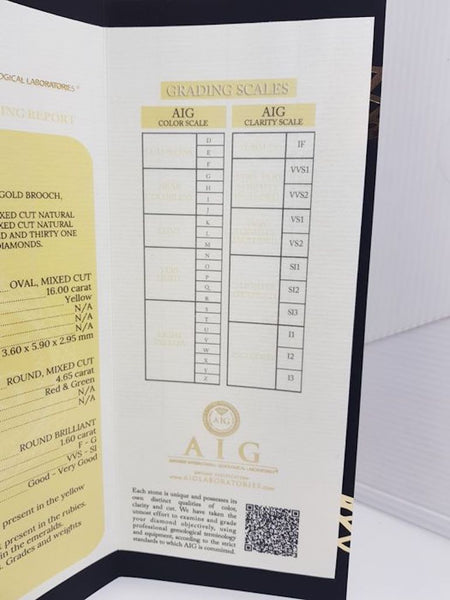 OLOGICAL LABORATORIES
ING REPORT
GOLD BROOCH,
XED CUT NATURAL
XED CUT NATURAL
D AND THIRTY ONE
DIAMONDS.
OVAL, MIXED CUT
16.00 carat
Yellow
N/A
N/A
N/A
3.60 x 5.90 x 2.95 mm
ROUND, MIXED CUT
4.65 carat
Red & Green
N/A
N/A
ROUND BRILLIANT
1.60 carat
F - G
VVS - SI
Good - Very Good
present in the yellow
present in the rubies.
in the emeralds.
. Grades and weights
GRADING SCALES
AIG
COLOR SCALE
D
E
F
G
H
I
J
K
L
M
N
O
P
Q
R
S
T
U
V
W
X
Y
Z
AIG
CLARITY SCALE
IF
VVS1
VVS2
VS1
VS2
SI1
SI2
SI3
I1
I2
I3
AIG
AIG
www.AIGLABORATORIES.com
Each stone is unique and possesses its
own distinct qualities of color,
clarity and cut. We have taken the
utmost effort to examine and grade
your diamond objectively, using
professional gemological terminology
and equipment, according to the strict
standards to which AIG is committed.